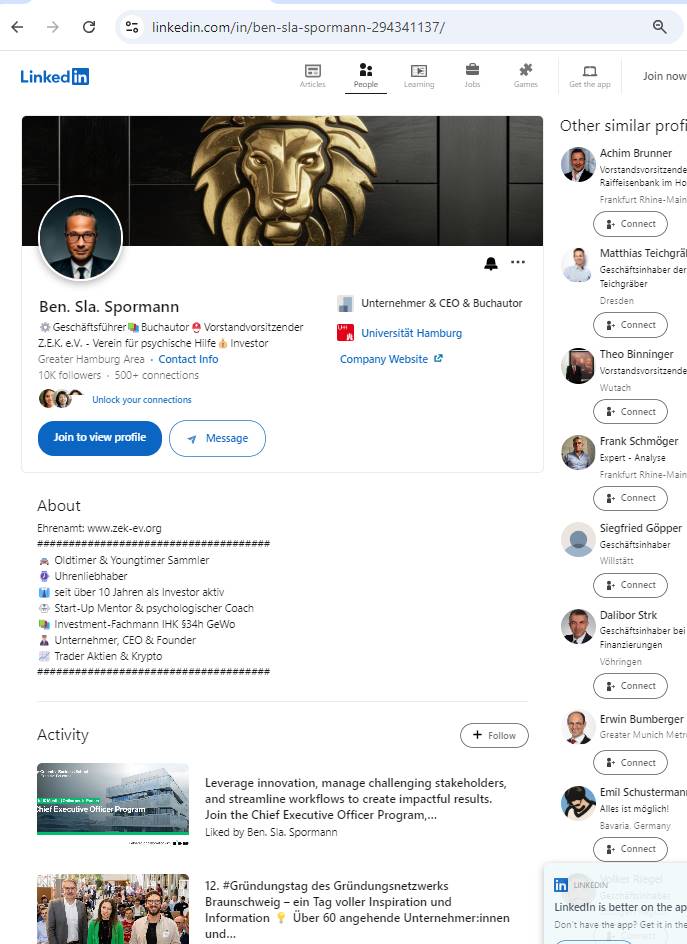 linkedin.com/in/ben-sla-spormann-294341137/
Linked in
Articles
People
Learning
Jobs
Games
Get the app
Join now
Ben. Sla. Spormann
Geschäftsführer Buchautor Vorstandvorsitzender
Z.E.K. e.V. - Verein für psychische Hilfe Investor
Greater Hamburg Area · Contact Info
10K followers · 500+ connections
Unlock your connections
Join to view profile
Message
Unternehmer & CEO & Buchautor
Universität Hamburg
Company Website
About
Ehrenamt: www.zek-ev.org
####################################
Oldtimer & Youngtimer Sammler
Uhrenliebhaber
seit über 10 Jahren als Investor aktiv
Start-Up Mentor & psychologischer Coach
Investment-Fachmann IHK §34h GeWo
Unternehmer, CEO & Founder
Trader Aktien & Krypto
####################################
Activity
+ Follow
Chief Executive Officer Program
Leverage innovation, manage challenging stakeholders,
and streamline workflows to create impactful results.
Join the Chief Executive Officer Program,...
Liked by Ben. Sla. Spormann
12. #Gründungstag des Gründungsnetzwerks
Braunschweig – ein Tag voller Inspiration und
Information 💡 Über 60 angehende Unternehmer:innen
und...
Other similar profi
Achim Brunner
Vorstandsvorsitzende
Raiffeisenbank im Ho
Frankfurt Rhine-Main
Connect
Matthias Teichgräl
Geschäftsinhaber der
Teichgräber
Dresden
Connect
Theo Binninger
Vorstandsvorsitzende
Wutach
Connect
Frank Schmöger
Expert - Analyse
Frankfurt Rhine-Main
Connect
Siegfried Göpper
Geschäftsinhaber
Willstätt
Connect
Dalibor Strk
Geschäftsinhaber bei
Finanzierungen
Vöhringen
Connect
Erwin Bumberger
Greater Munich Metr
Connect
Emil Schustermann
Alles ist möglich!
Bavaria, Germany
Connect
Volker Riegel
LINKEDIN
LinkedIn is better on the ap
Don't have the app? Get it in the